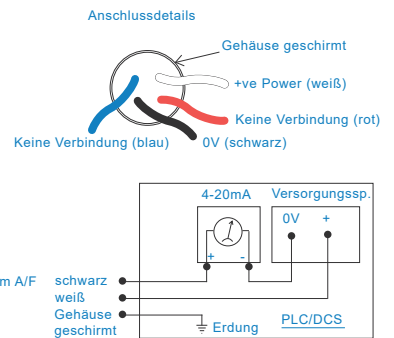 Anschlussdetails
Gehäuse geschirmt
+ve Power (weiß)
Keine Verbindung (rot)
Keine Verbindung (blau)
0V (schwarz)
4-20mA
Versorgungssp.
0V
+
+
-
m A/F
schwarz
weiß
Gehäuse
geschirmt
Erdung
PLC/DCS